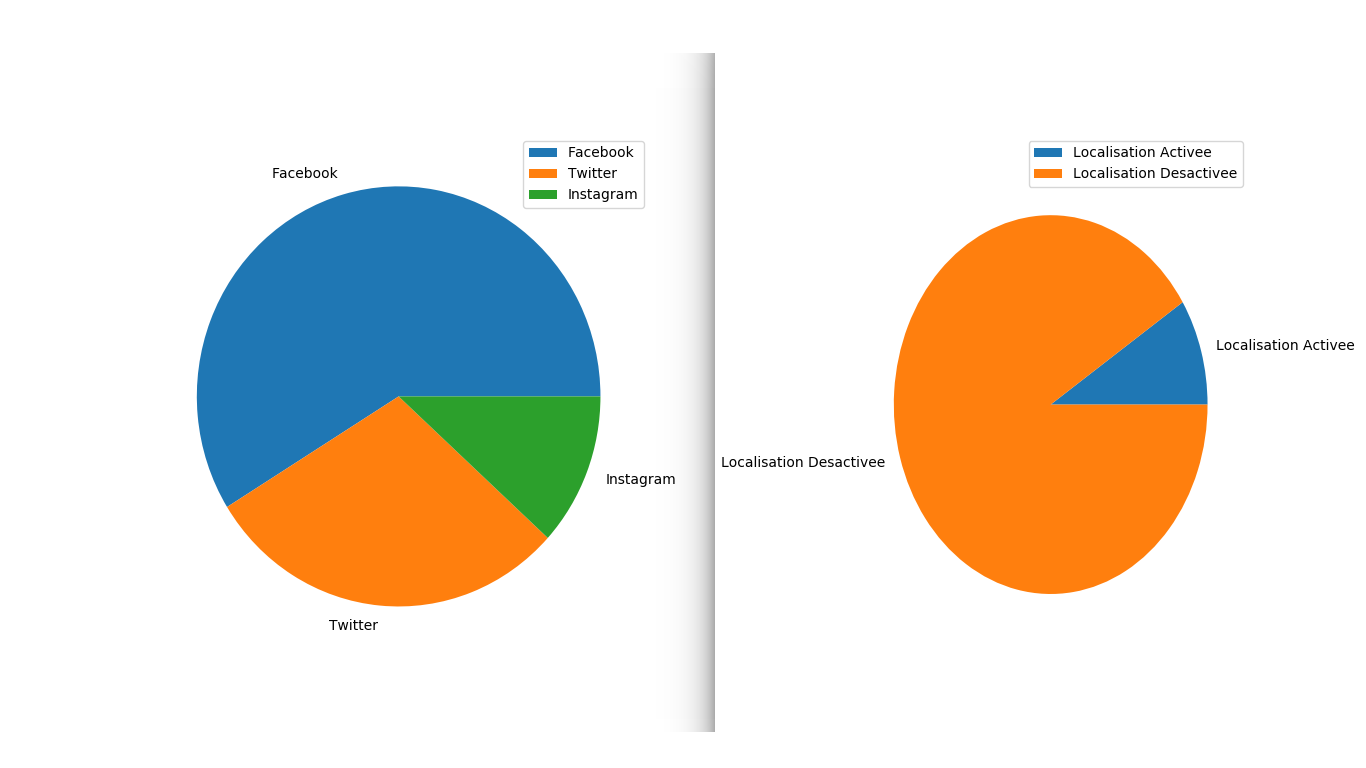 Facebook
Twitter
Instagram
Facebook
Instagram
Twitter
Localisation Activee
Localisation Desactivee
Localisation Activee
Localisation Desactivee